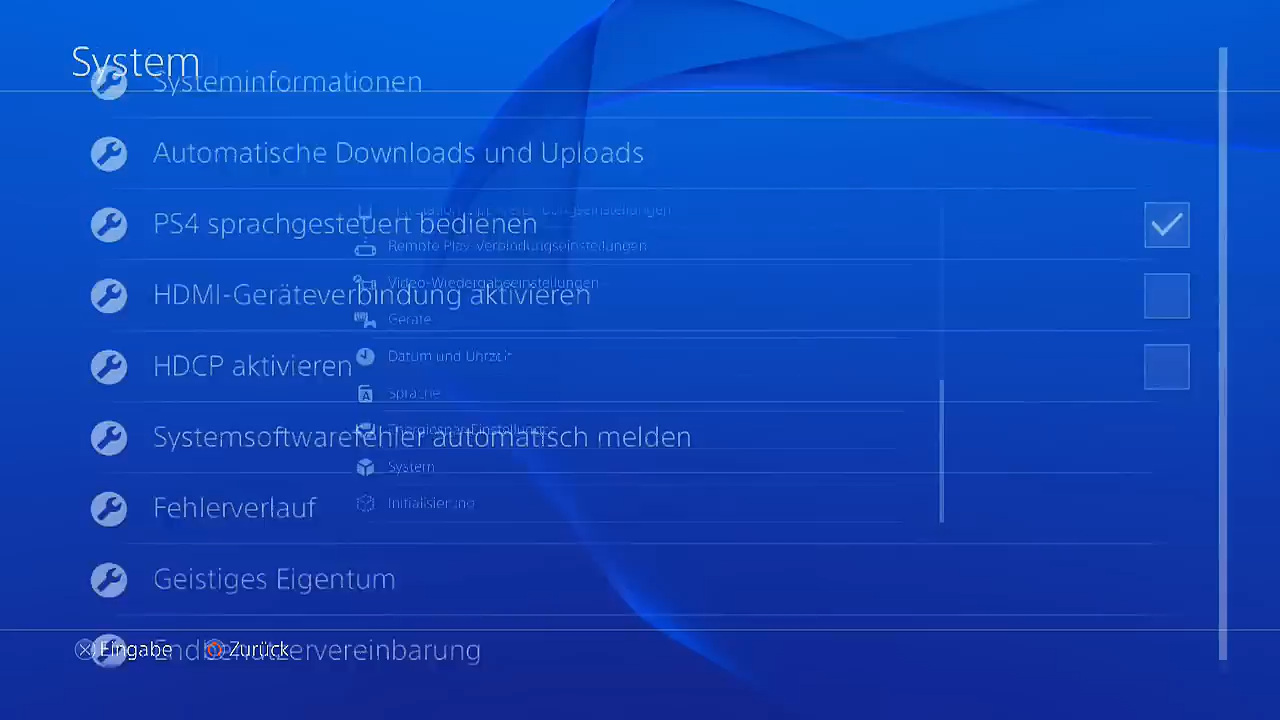 System
Systeminformationen
Automatische Downloads und Uploads
PS4 sprachgesteuert bedienen
Remote Play-Verbindungseinstellungen
Video-Wiedergabeeinstellungen
HDMI-Geräteverbindung aktivieren
Geräte
Datum und Uhrzeit
HDCP aktivieren
Sprache
Energiespar-Einstellungen
Systemsoftwarefehler automatisch melden
System
Initialisierung
Fehlerverlauf
Geistiges Eigentum
Endbenutzervereinbarung
Eingabe Zurück